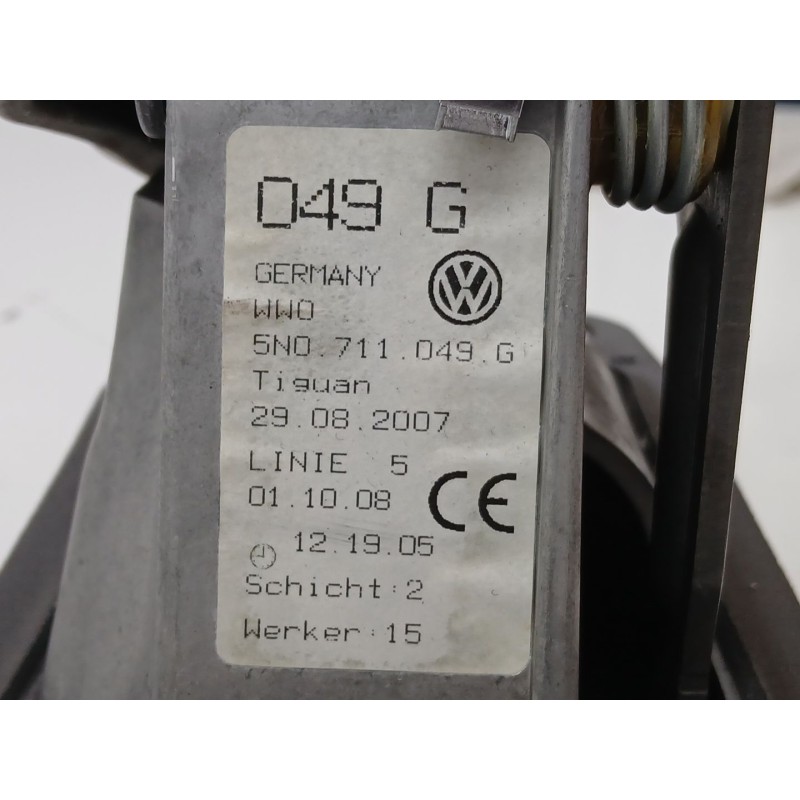 049 G
GERMANY
WWO
5N0.711.049.G
Tiguan
29.08.2007
LINIE 5
01.10.08
12.19.05
Schicht:2
Werker:15